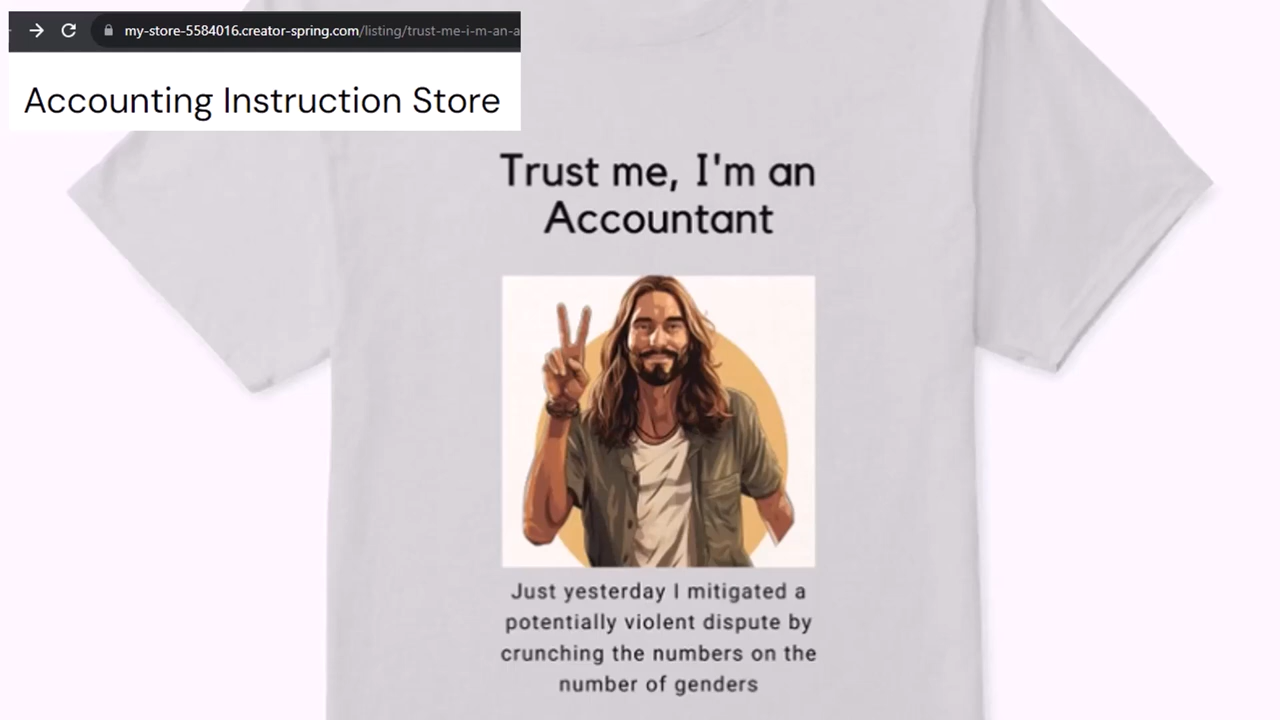 my-store-5584016.creator-spring.com/listing/trust-me-i-m-an-a
Accounting Instruction Store
Trust me, I'm an
Accountant
Just yesterday I mitigated a
potentially violent dispute by
crunching the numbers on the
number of genders